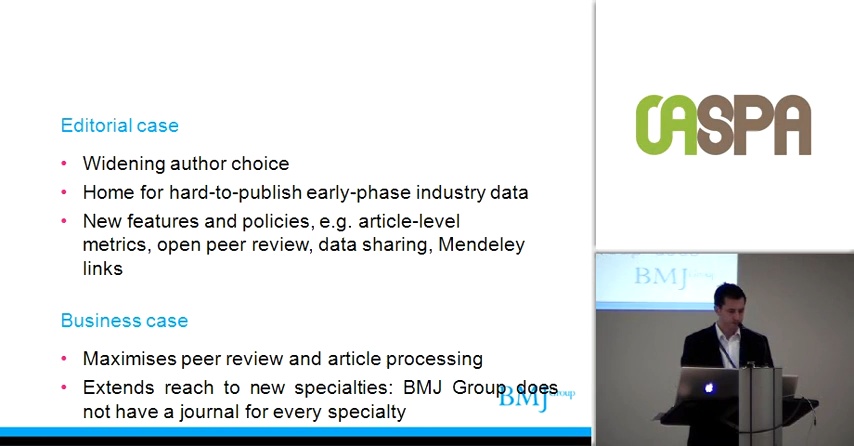 Editorial case
• Widening author choice
• Home for hard-to-publish early-phase industry data
• New features and policies, e.g. article-level
metrics, open peer review, data sharing, Mendeley
links
Business case
• Maximises peer review and article processing
• Extends reach to new specialties: BMJ Group does
not have a journal for every specialty
BMJ Group
OASPA
BMJ